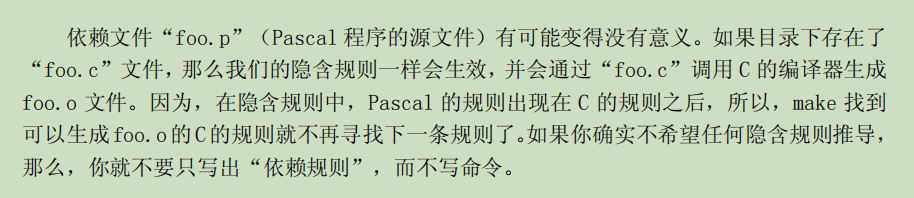 依赖文件“foo.p”（Pascal 程序的源文件）有可能变得没有意义。如果目录下存在了
“foo.c”文件，那么我们的隐含规则一样会生效，并会通过“foo.c”调用 C 的编译器生成
foo.o 文件。因为，在隐含规则中，Pascal 的规则出现在 C 的规则之后，所以，make 找到
可以生成 foo.o 的 C 的规则就不再寻找下一条规则了。如果你确实不希望任何隐含规则推导，
那么，你就不要只写出“依赖规则”，而不写命令。